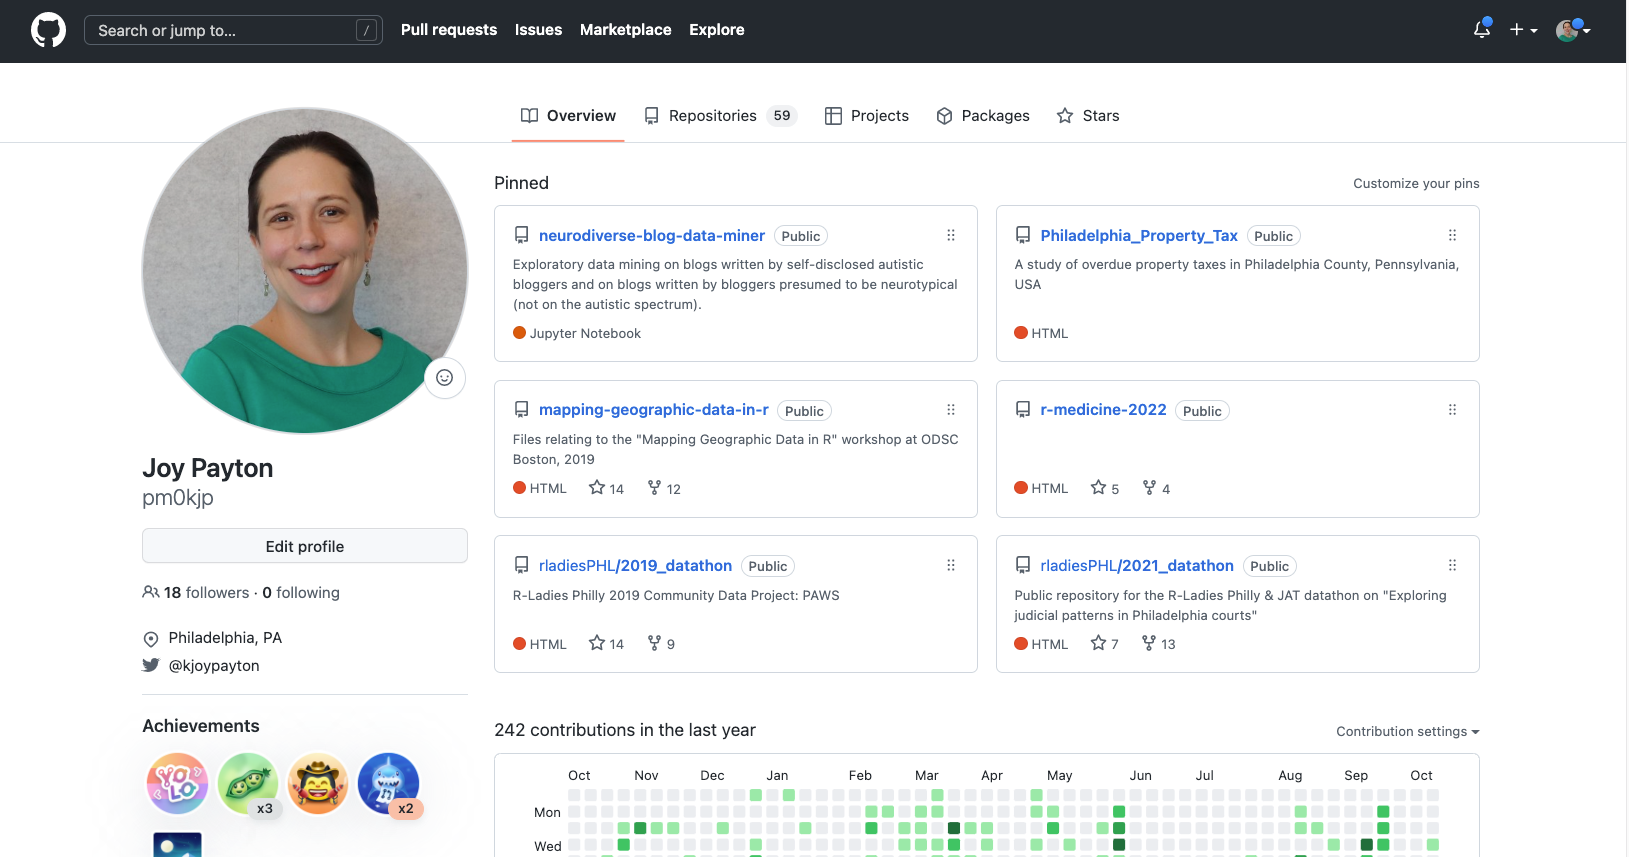 Search or jump to... /
Pull requests Issues Marketplace Explore
Overview Repositories 59 Projects Packages Stars
Joy Payton
pm0kjp
Edit profile
18 followers · 0 following
Philadelphia, PA
@kjoypayton
Achievements
YOLO
x3
x2
Pinned
Customize your pins
neurodiverse-blog-data-miner Public
Exploratory data mining on blogs written by self-disclosed autistic
bloggers and on blogs written by bloggers presumed to be neurotypical
(not on the autistic spectrum).
Jupyter Notebook
Philadelphia_Property_Tax Public
A study of overdue property taxes in Philadelphia County, Pennsylvania,
USA
HTML
mapping-geographic-data-in-r Public
Files relating to the "Mapping Geographic Data in R" workshop at ODSC
Boston, 2019
HTML 14 12
r-medicine-2022 Public
HTML 5 4
rladiesPHL/2019_datathon Public
R-Ladies Philly 2019 Community Data Project: PAWS
HTML 14 9
rladiesPHL/2021_datathon Public
Public repository for the R-Ladies Philly & JAT datathon on "Exploring
judicial patterns in Philadelphia courts"
HTML 7 13
242 contributions in the last year
Contribution settings
Oct Nov Dec Jan Feb Mar Apr May Jun Jul Aug Sep Oct
Mon
Wed